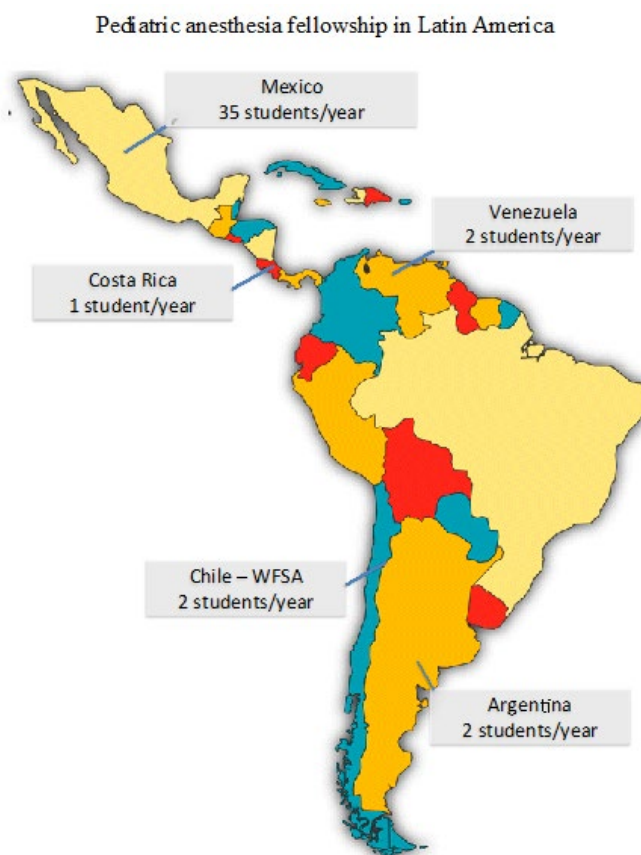 Pediatric anesthesia fellowship in Latin America
Mexico
35 students/year
Venezuela
2 students/year
Costa Rica
1 student/year
Chile – WFSA
2 students/year
Argentina
2 students/year